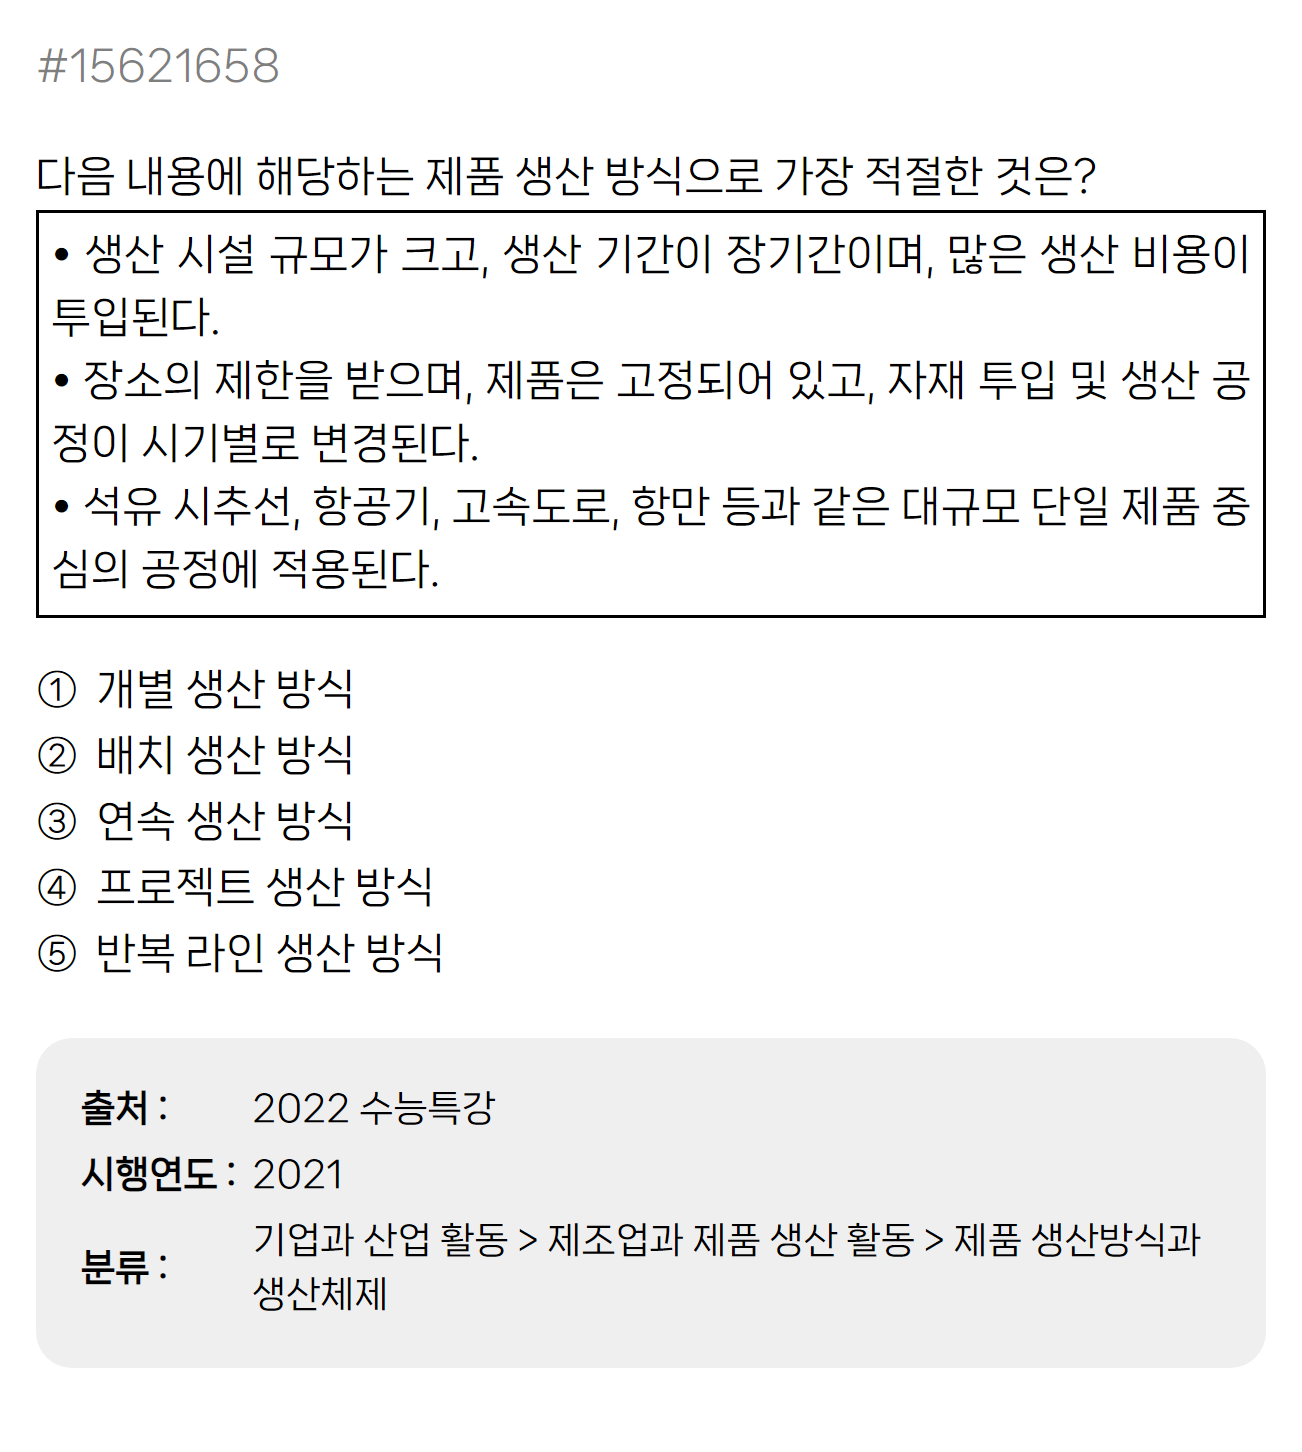 #15621658
다음 내용에 해당하는 제품 생산 방식으로 가장 적절한 것은?
• 생산 시설 규모가 크고, 생산 기간이 장기간이며, 많은 생산 비용이
투입된다.
• 장소의 제한을 받으며, 제품은 고정되어 있고, 자재 투입 및 생산 공
정이 시기별로 변경된다.
• 석유 시추선, 항공기, 고속도로, 항만 등과 같은 대규모 단일 제품 중
심의 공정에 적용된다.
① 개별 생산 방식
② 배치 생산 방식
③ 연속 생산 방식
④ 프로젝트 생산 방식
⑤ 반복 라인 생산 방식
출처 : 2022 수능특강
시행연도 : 2021
분류 : 기업과 산업 활동 > 제조업과 제품 생산 활동 > 제품 생산방식과
생산체제